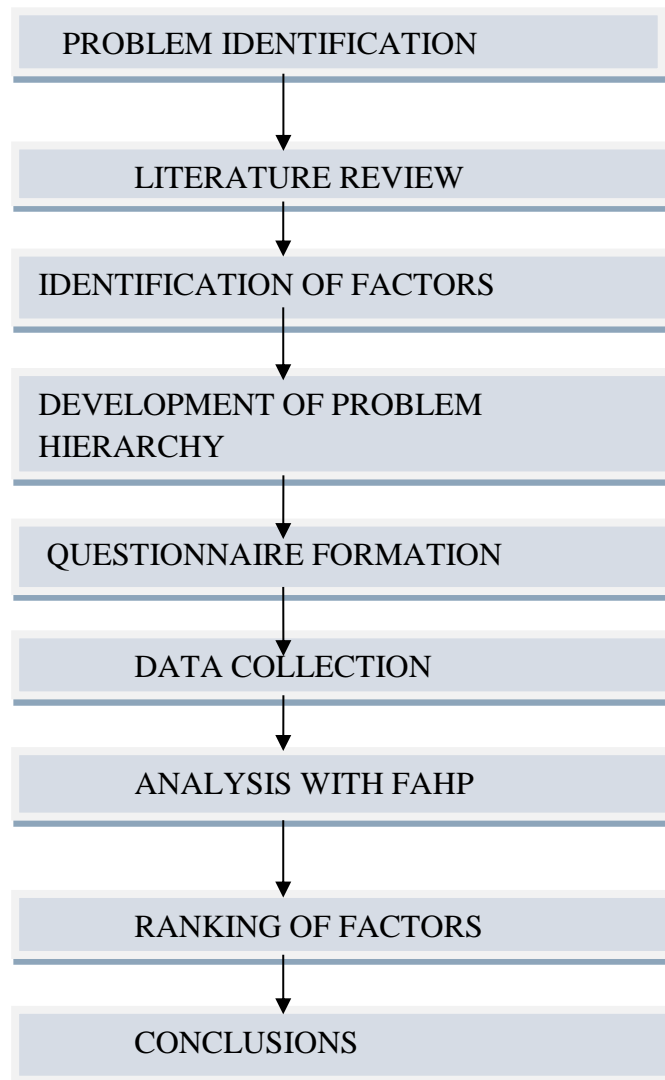 PROBLEM IDENTIFICATION
LITERATURE REVIEW
IDENTIFICATION OF FACTORS
DEVELOPMENT OF PROBLEM
HIERARCHY
QUESTIONNAIRE FORMATION
DATA COLLECTION
ANALYSIS WITH FAHP
RANKING OF FACTORS
CONCLUSIONS